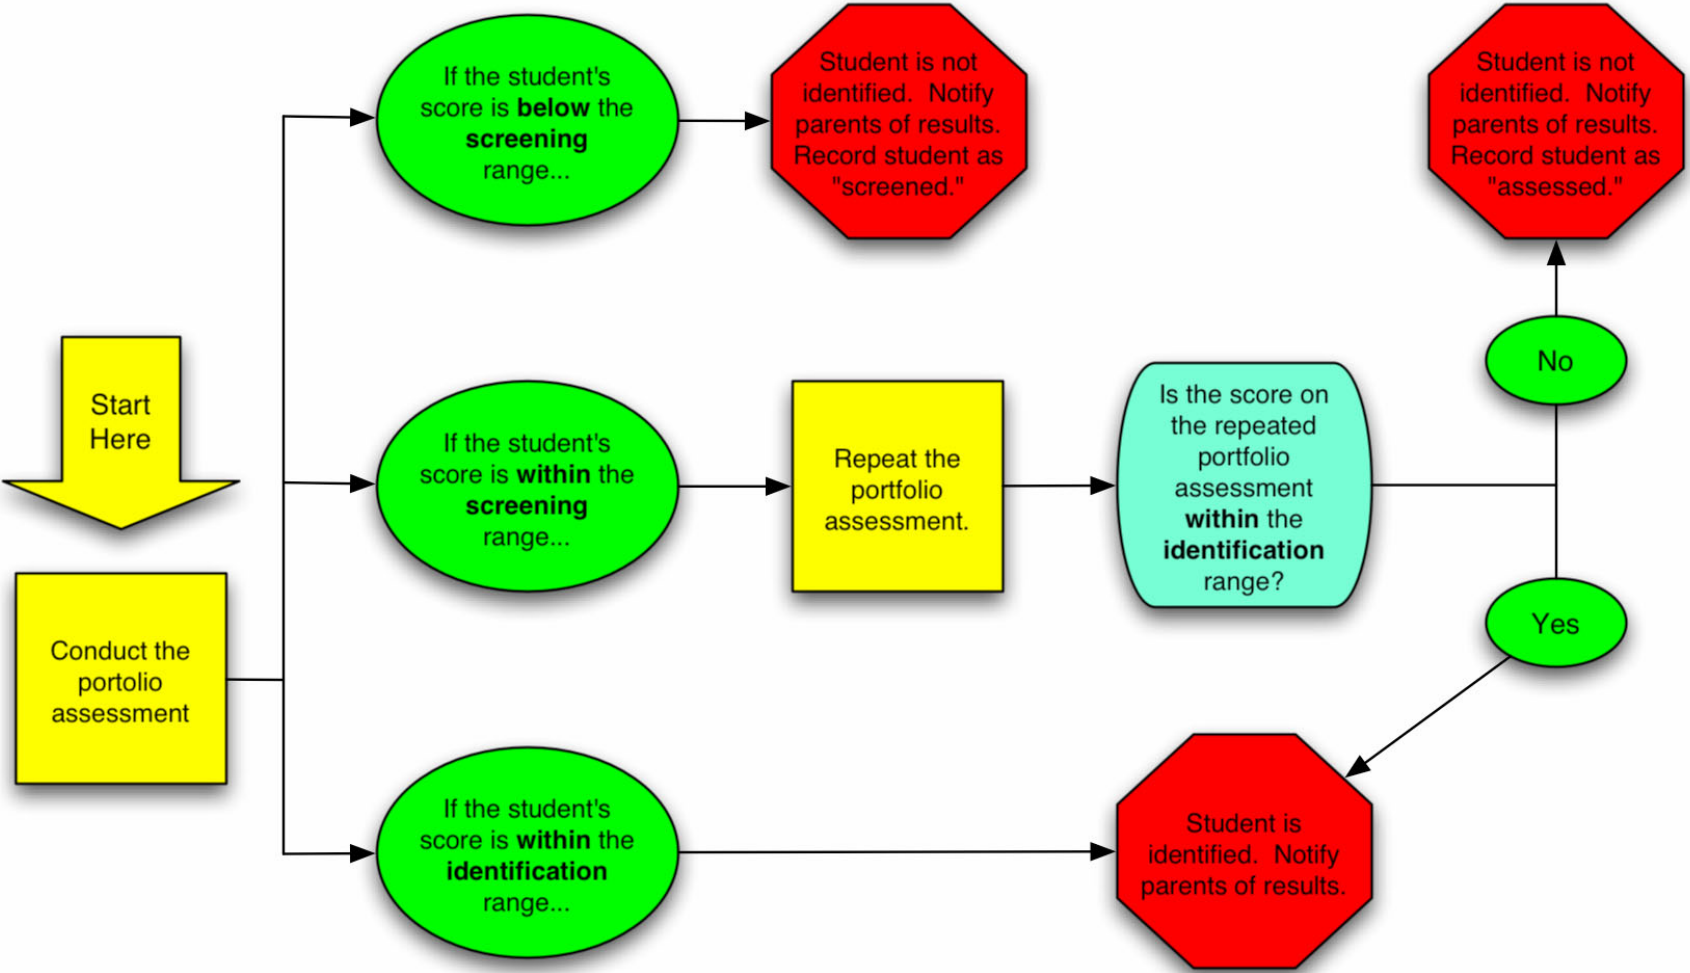 Start
Here
Conduct the
portolio
assessment
If the student's
score is below the
screening
range...
Student is not
identified.  Notify
parents of results.
Record student as
"screened."
If the student's
score is within the
screening
range...
Repeat the
portfolio
assessment.
Is the score on
the repeated
portfolio
assessment
within the
identification
range?
No
Student is not
identified.  Notify
parents of results.
Record student as
"assessed."
Yes
If the student's
score is within the
identification
range...
Student is
identified.  Notify
parents of results.